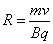 R = mv / Bq